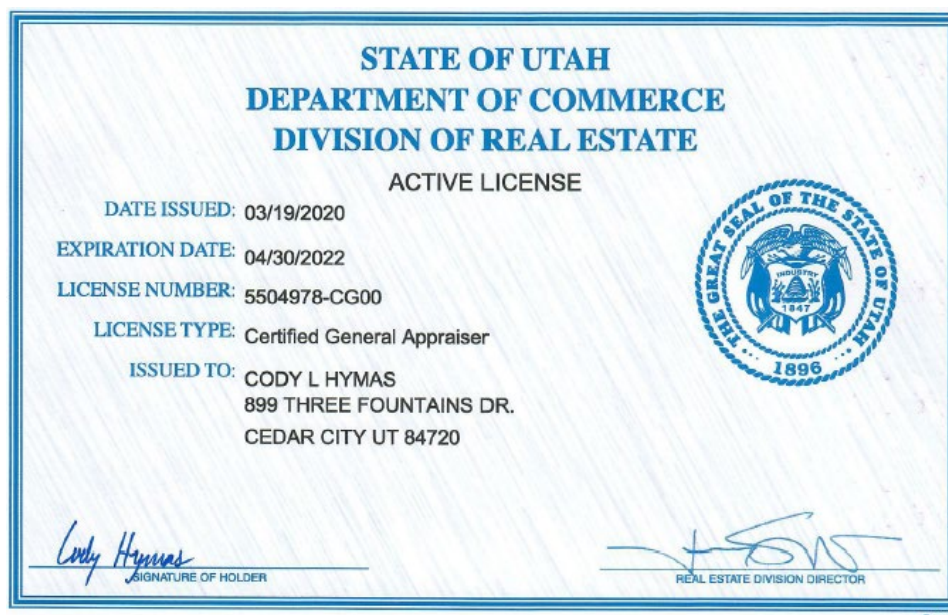 STATE OF UTAH
DEPARTMENT OF COMMERCE
DIVISION OF REAL ESTATE
ACTIVE LICENSE
DATE ISSUED: 03/19/2020
EXPIRATION DATE: 04/30/2022
LICENSE NUMBER: 5504978-CG00
LICENSE TYPE: Certified General Appraiser
ISSUED TO: CODY L HYMAS
899 THREE FOUNTAINS DR.
CEDAR CITY UT 84720
THE GREAT SEAL OF THE STATE OF UTAH
INDUSTRY
1847
1896
Cody Hymas
SIGNATURE OF HOLDER
REAL ESTATE DIVISION DIRECTOR